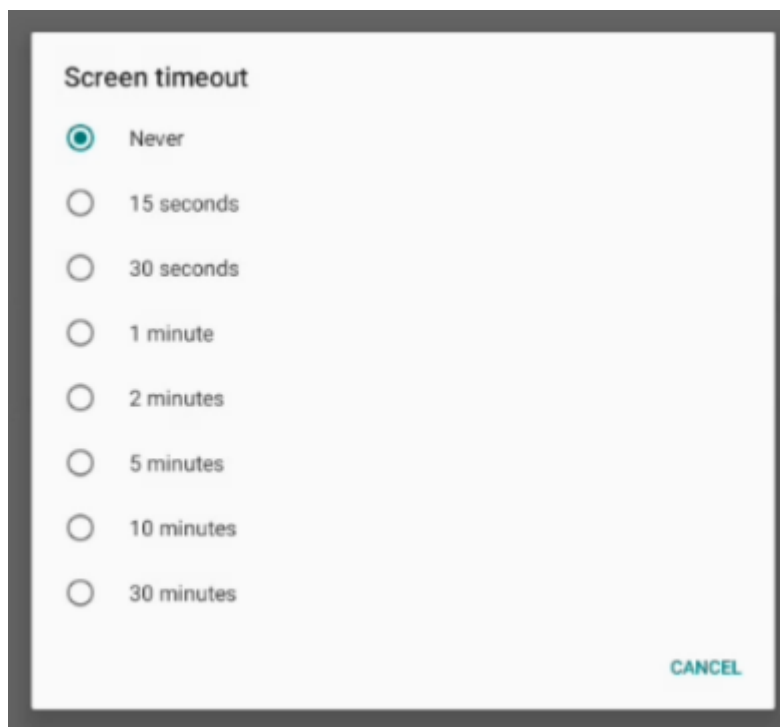 Screen timeout
Never
15 seconds
30 seconds
1 minute
2 minutes
5 minutes
10 minutes
30 minutes
CANCEL